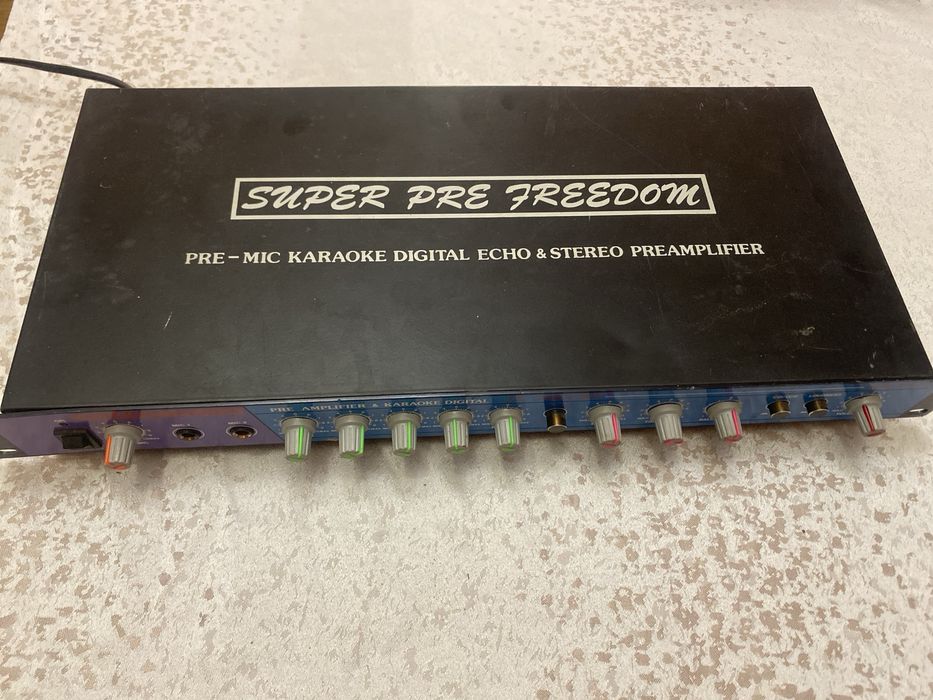 SUPER PRE FREEDOM
PRE-MIC KARAOKE DIGITAL ECHO & STEREO PREAMPLIFIER
PRE AMPLIFIER & KARAOKE DIGITAL